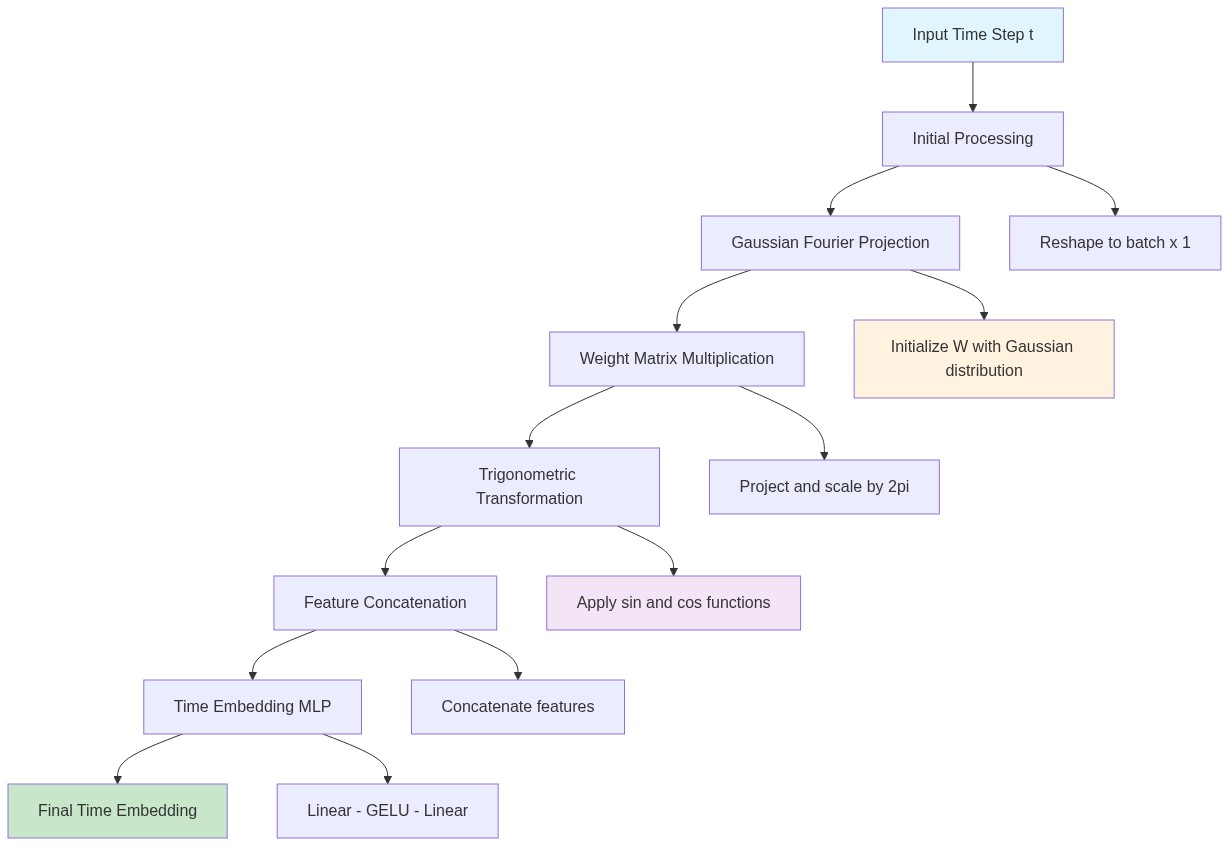 Input Time Step t
Initial Processing
Gaussian Fourier Projection
Reshape to batch x 1
Weight Matrix Multiplication
Initialize W with Gaussian
distribution
Trigonometric
Transformation
Project and scale by 2pi
Feature Concatenation
Apply sin and cos functions
Time Embedding MLP
Concatenate features
Final Time Embedding
Linear - GELU - Linear